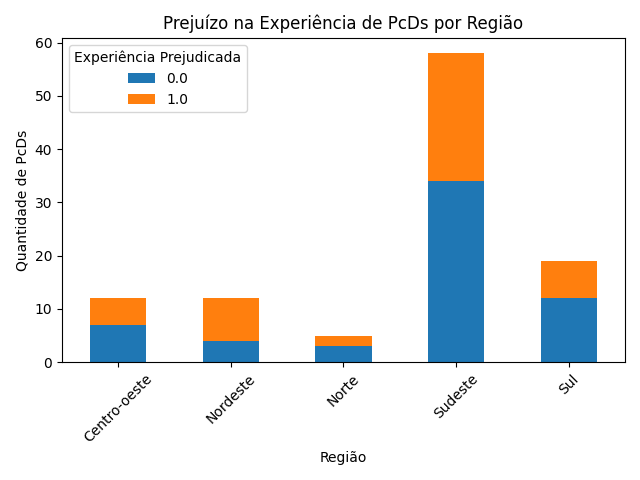 Prejuízo na Experiência de PcDs por Região
Experiência Prejudicada
0.0
1.0
Quantidade de PcDs
60
50
40
30
20
10
0
Centro-oeste
Nordeste
Norte
Sudeste
Sul
Região